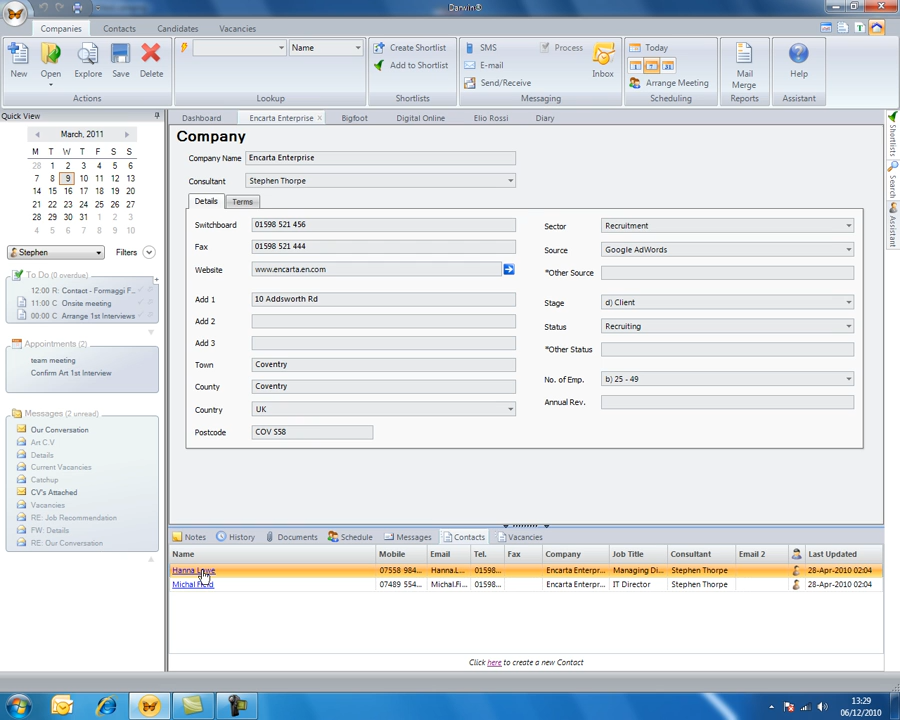 Darwin®
Companies Contacts Candidates Vacancies
New Open Explore Save Delete
Actions
Name
Lookup
Create Shortlist
Add to Shortlist
Shortlists
SMS Process
E-mail
Send/Receive
Inbox
Messaging
Today
Arrange Meeting
Scheduling
Mail Merge
Reports
Help
Assistant
Quick View
Dashboard Encarta Enterprise Bigfoot Digital Online Elio Rossi Diary
March, 2011
M T W T F S S
28 1 2 3 4 5 6
7 8 9 10 11 12 13
14 15 16 17 18 19 20
21 22 23 24 25 26 27
28 29 30 31 1 2 3
4 5 6 7 8 9 10
Stephen Filters
To Do (0 overdue)
12:00 R: Contact - Formaggi F...
11:00 C Onsite meeting
00:00 C Arrange 1st Interviews
Appointments (2)
team meeting
Confirm Art 1st Interview
Messages (2 unread)
Our Conversation
Art C.V
Details
Current Vacancies
Catchup
CV's Attached
Vacancies
RE: Job Recommendation
FW: Details
RE: Our Conversation
Company
Company Name Encarta Enterprise
Consultant Stephen Thorpe
Details Terms
Switchboard 01598 521 456
Fax 01598 521 444
Website www.encarta.en.com
Add 1 10 Addsworth Rd
Add 2
Add 3
Town Coventry
County Coventry
Country UK
Postcode COV S58
Sector Recruitment
Source Google AdWords
*Other Source
Stage d) Client
Status Recruiting
*Other Status
No. of Emp. b) 25 - 49
Annual Rev.
Shortlists
Search
Assistant
Notes History Documents Schedule Messages Contacts Vacancies
Name Mobile Email Tel. Fax Company Job Title Consultant Email 2 Last Updated
Hanna Lowe 07558 984... Hanna.L... 01598... Encarta Enterpr... Managing Di... Stephen Thorpe 28-Apr-2010 02:04
Michal 07489 554... Michal.Fi... 01598... Encarta Enterpr... IT Director Stephen Thorpe 28-Apr-2010 02:04
Click here to create a new Contact
13:29
06/12/2010